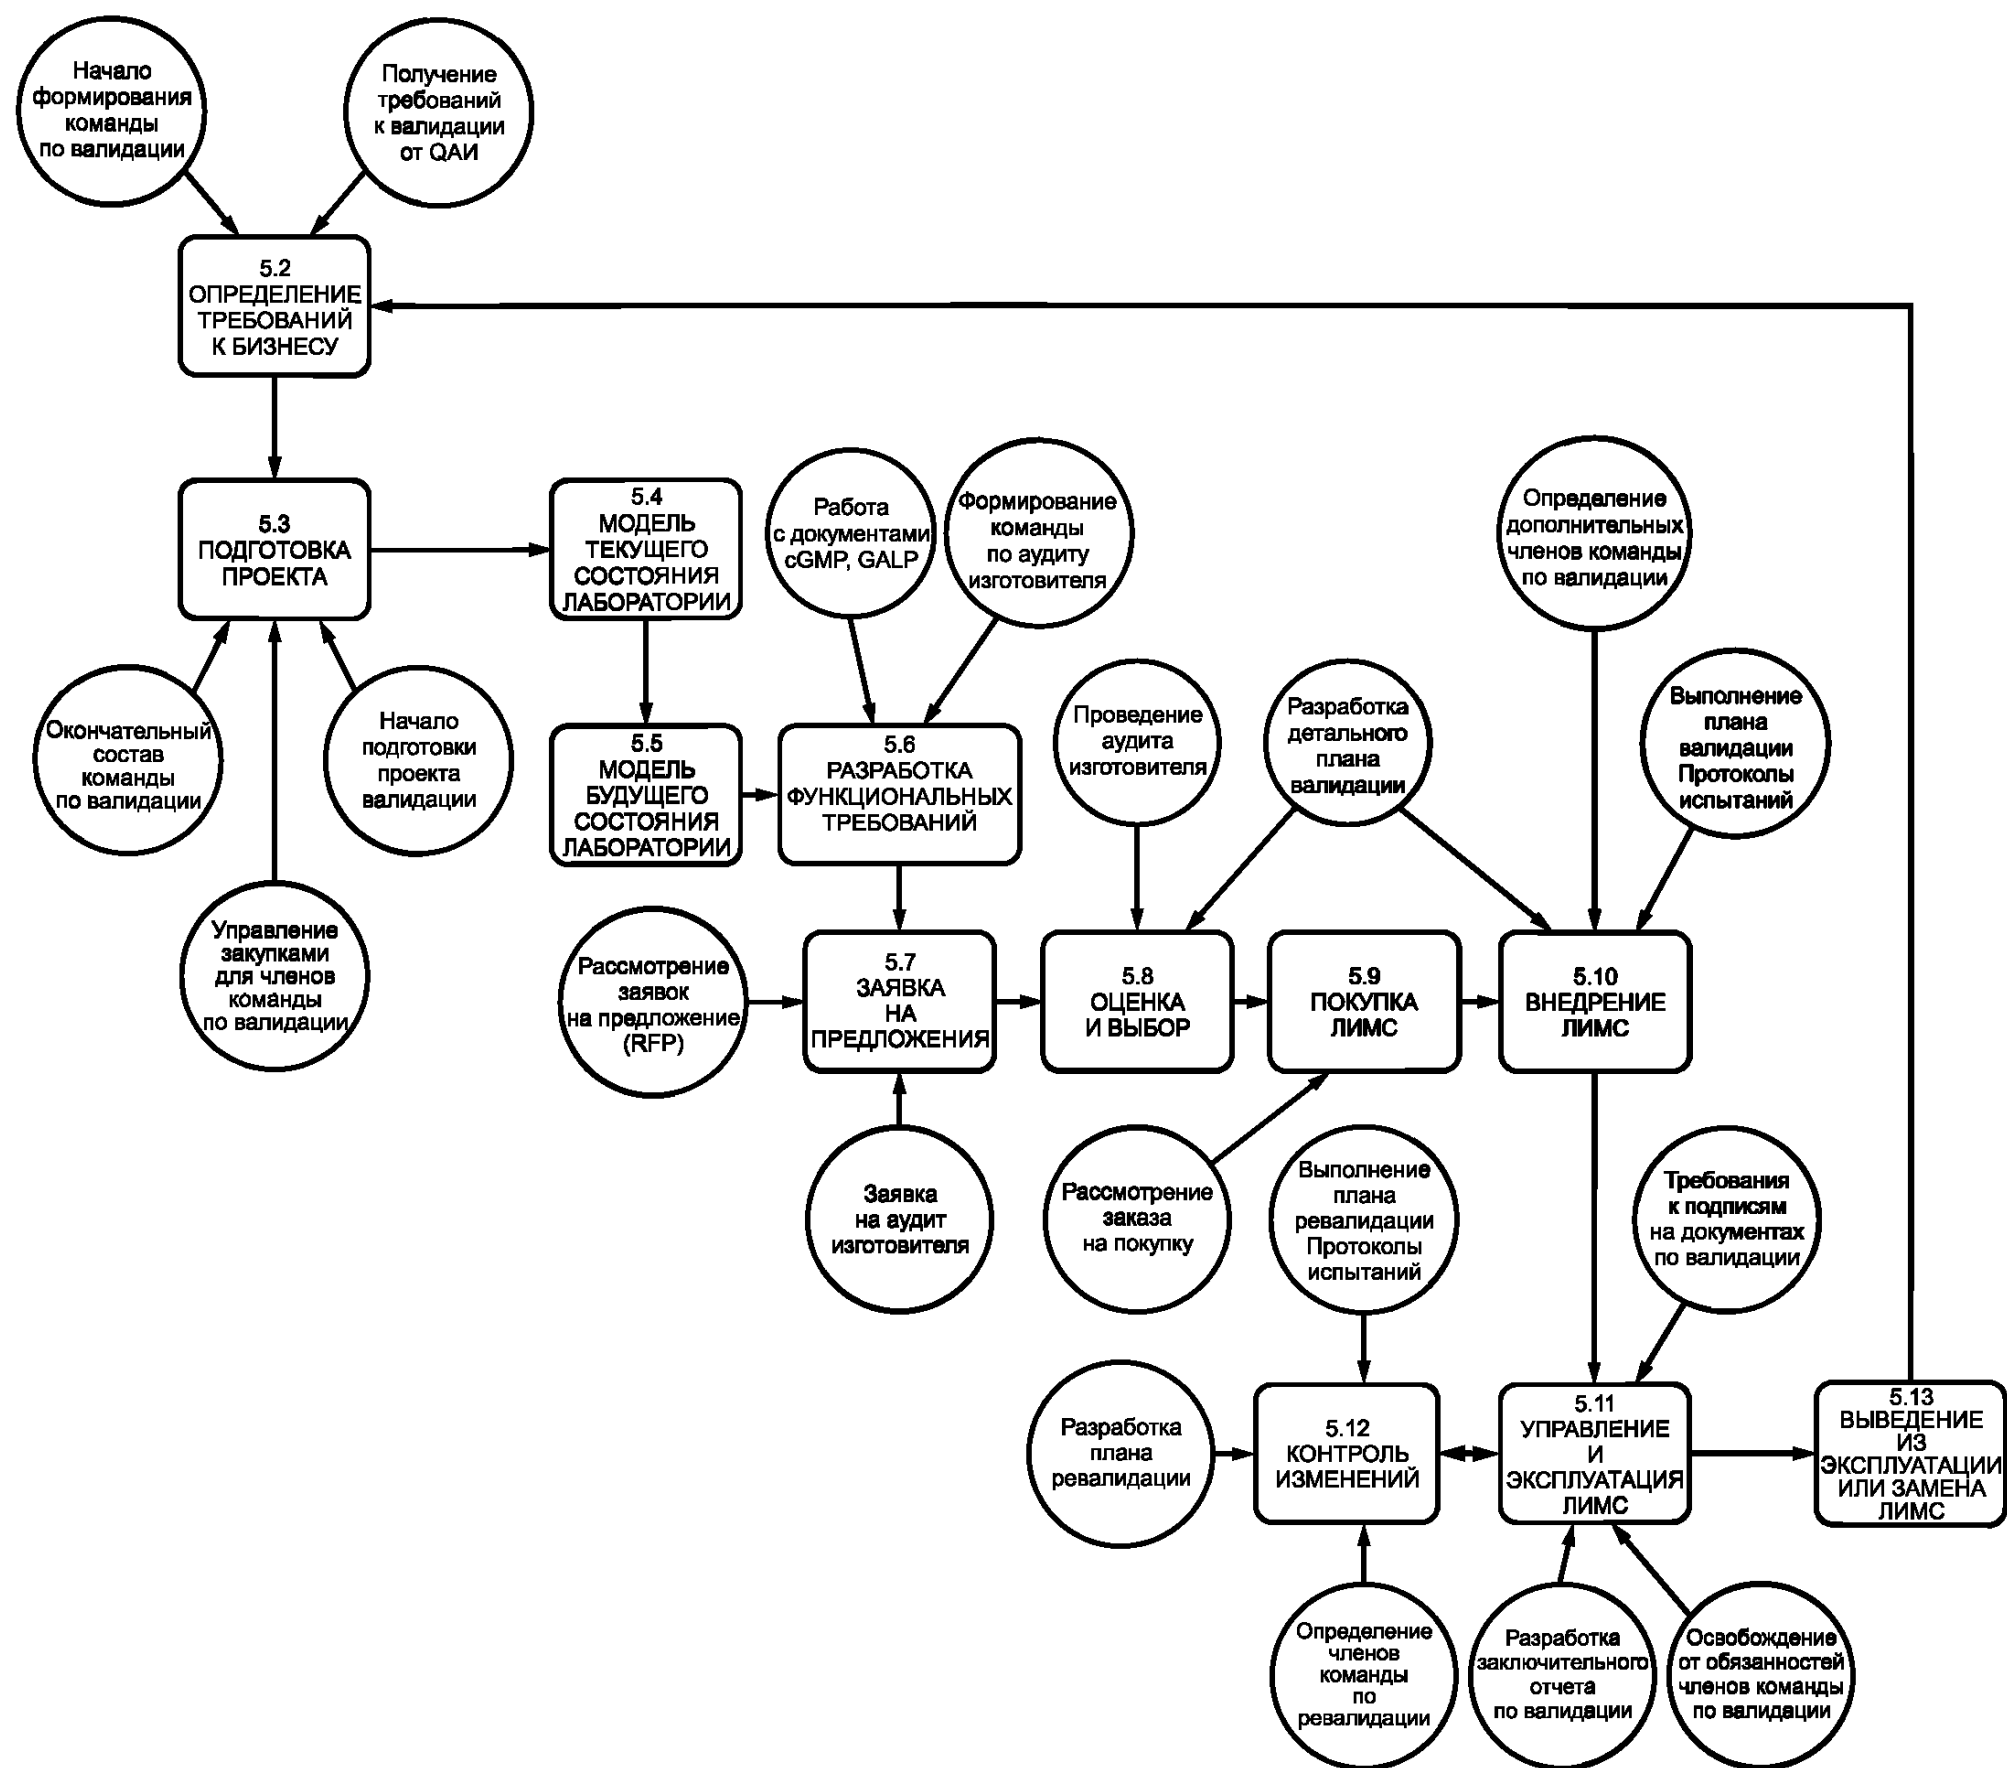 Начало
формирования
команды
по валидации
Получение
требований
к валидации
от QАИ
5.2
ОПРЕДЕЛЕНИЕ
ТРЕБОВАНИЙ
К БИЗНЕСУ
5.3
ПОДГОТОВКА
ПРОЕКТА
5.4
МОДЕЛЬ
ТЕКУЩЕГО
СОСТОЯНИЯ
ЛАБОРАТОРИИ
Работа
с документами
cGMP, GALP
Формирование
команды
по аудиту
изготовителя
Определение
дополнительных
членов команды
по валидации
Окончательный
состав
команды
по валидации
Начало
подготовки
проекта
валидации
5.5
МОДЕЛЬ
БУДУЩЕГО
СОСТОЯНИЯ
ЛАБОРАТОРИИ
5.6
РАЗРАБОТКА
ФУНКЦИОНАЛЬНЫХ
ТРЕБОВАНИЙ
Проведение
аудита
изготовителя
Разработка
детального
плана
валидации
Выполнение
плана
валидации
Протоколы
испытаний
Управление
закупками
для членов
команды
по валидации
Рассмотрение
заявок
на предложение
(RFP)
5.7
ЗАЯВКА
НА
ПРЕДЛОЖЕНИЯ
5.8
ОЦЕНКА
И ВЫБОР
5.9
ПОКУПКА
ЛИМС
5.10
ВНЕДРЕНИЕ
ЛИМС
Заявка
на аудит
изготовителя
Рассмотрение
заказа
на покупку
Выполнение
плана
ревалидации
Протоколы
испытаний
Требования
к подписям
на документах
по валидации
Разработка
плана
ревалидации
5.12
КОНТРОЛЬ
ИЗМЕНЕНИЙ
5.11
УПРАВЛЕНИЕ
И
ЭКСПЛУАТАЦИЯ
ЛИМС
5.13
ВЫВЕДЕНИЕ
ИЗ
ЭКСПЛУАТАЦИИ
ИЛИ ЗАМЕНА
ЛИМС
Определение
членов
команды
по
ревалидации
Разработка
заключительного
отчета
по валидации
Освобождение
от обязанностей
членов команды
по валидации